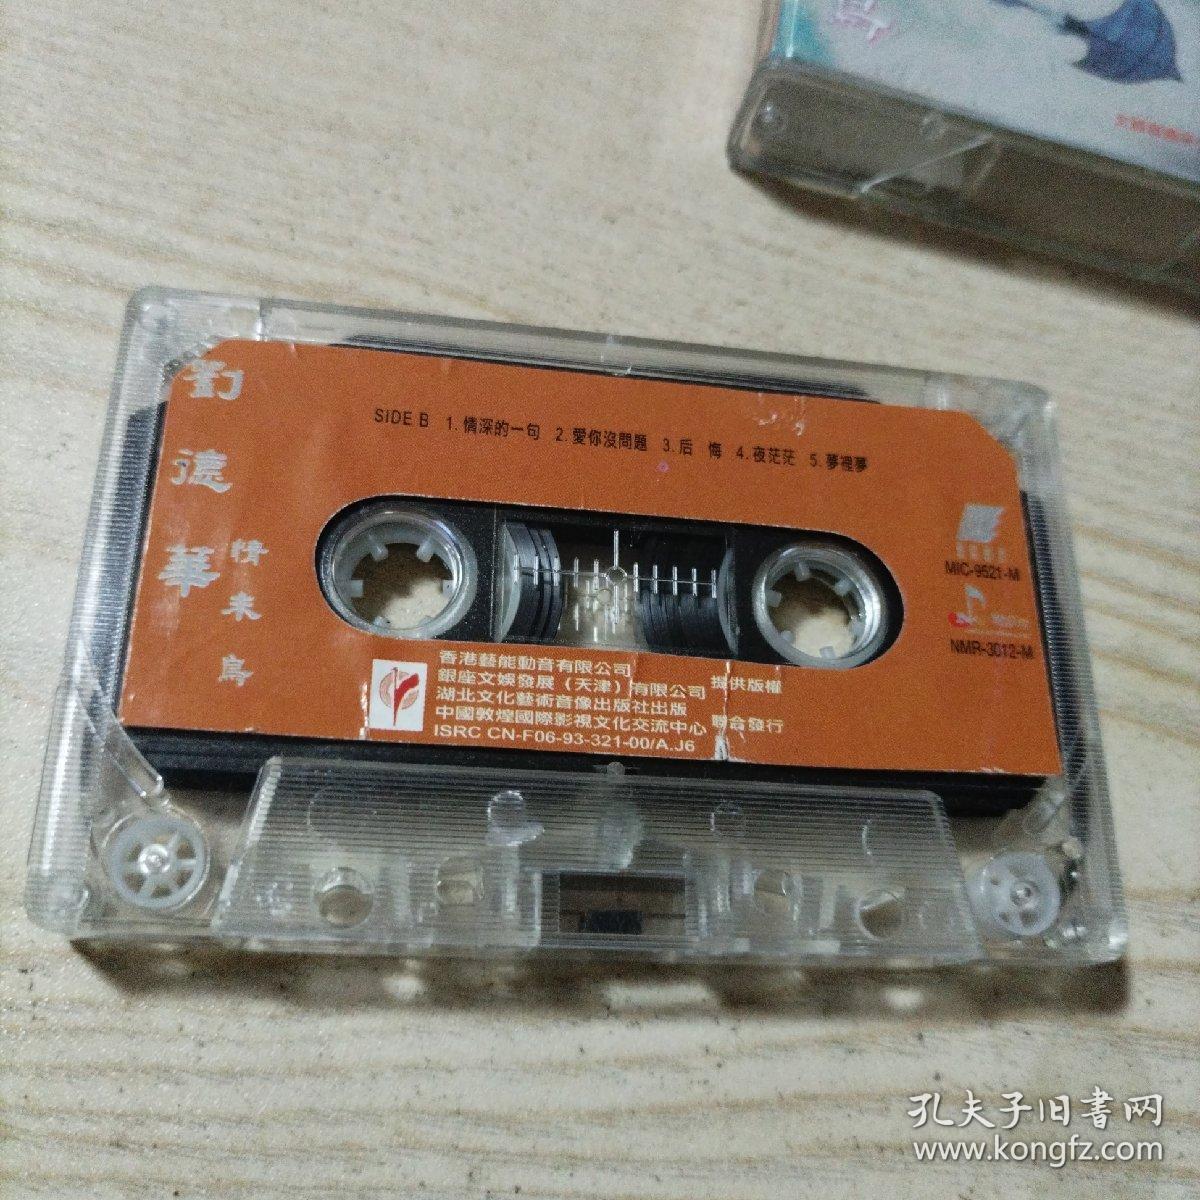 劉德華
情未鳥
SIDE B 1.情深的一句 2.愛你沒問題 3.后 悔 4.夜茫茫 5.夢裡夢
MIC-9521-M
NMR-3012-M
香港藝能動音有限公司
銀座文娛發展（天津）有限公司 提供版權
湖北文化藝術音像出版社出版
中國敦煌國際影視文化交流中心 聯合發行
ISRC CN-F06-93-321-00/A.J6
鳥
孔夫子旧書网
www.kongfz.com